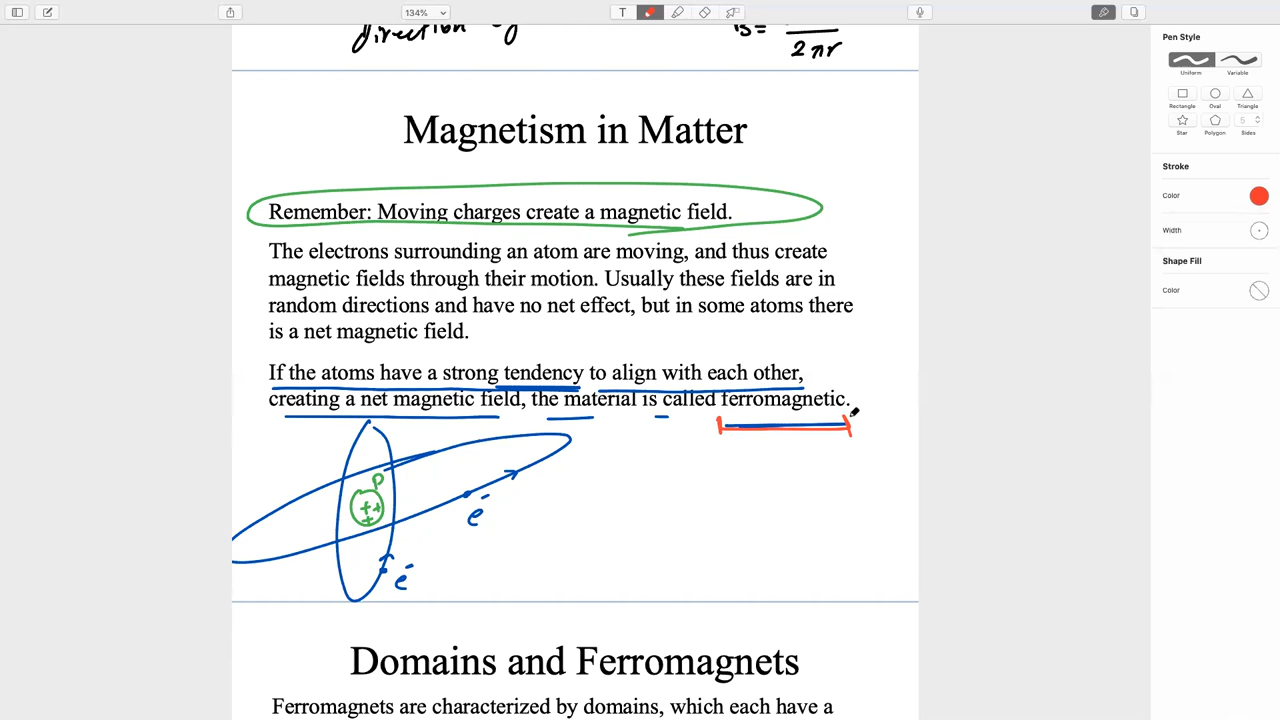 134%
T
direction
B=
2πr
Pen Style
Uniform
Variable
Rectangle
Oval
Triangle
5
Star
Polygon
Sides
Stroke
Color
Width
Shape Fill
Color
Magnetism in Matter
Remember: Moving charges create a magnetic field.
The electrons surrounding an atom are moving, and thus create
magnetic fields through their motion. Usually these fields are in
random directions and have no net effect, but in some atoms there
is a net magnetic field.
If the atoms have a strong tendency to align with each other,
creating a net magnetic field, the material is called ferromagnetic.
P
++
+
e⁻
e⁻
Domains and Ferromagnets
Ferromagnets are characterized by domains, which each have a